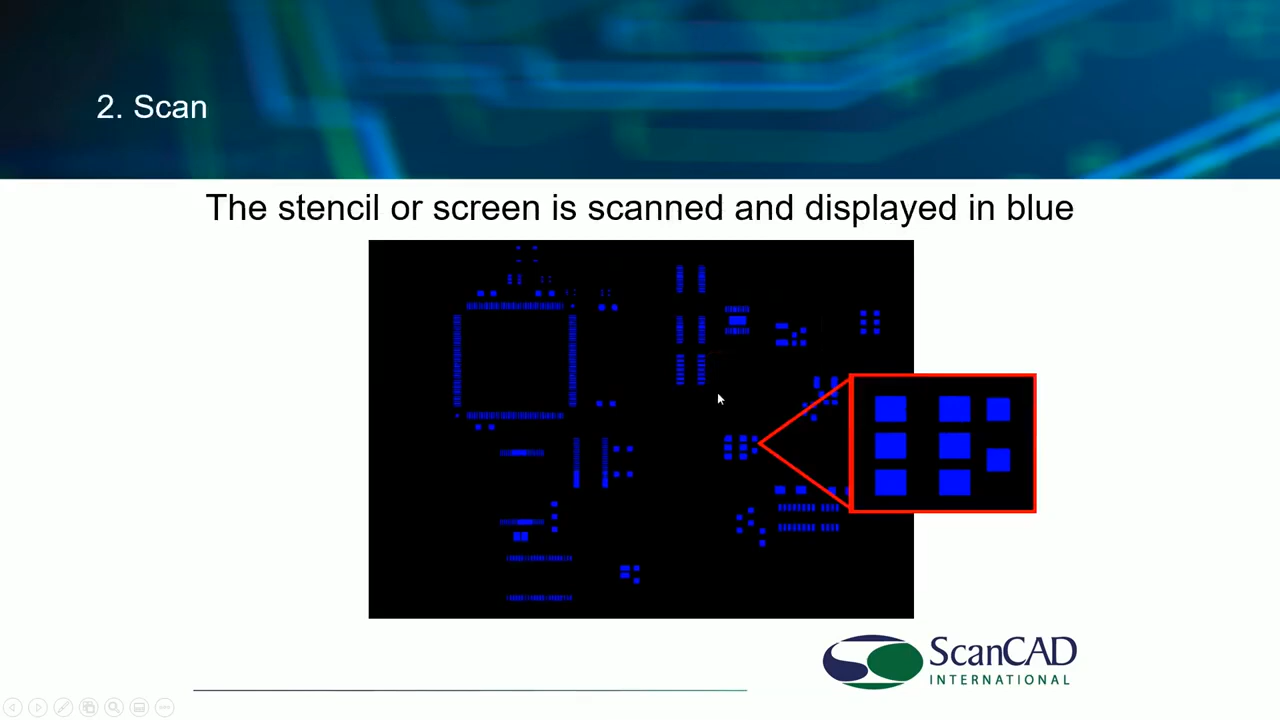 2. Scan
The stencil or screen is scanned and displayed in blue
ScanCAD
INTERNATIONAL